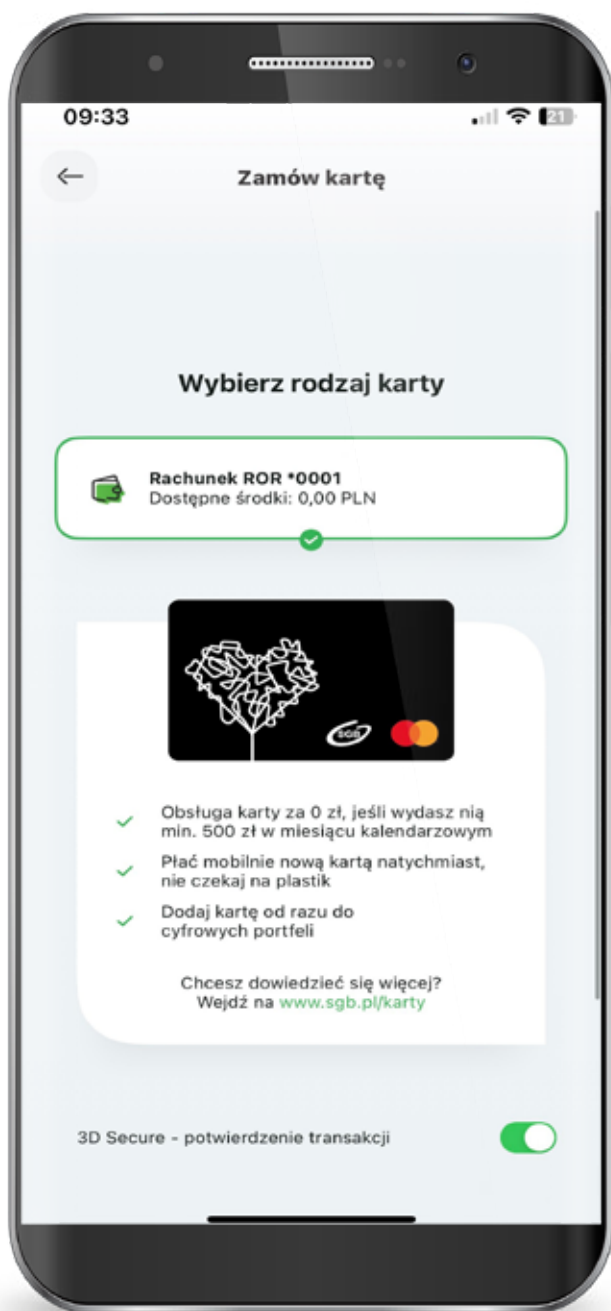 09:33
21
Zamów kartę
Wybierz rodzaj karty
Rachunek ROR *0001
Dostępne środki: 0,00 PLN
SGB
Obsługa karty za 0 zł, jeśli wydasz nią
min. 500 zł w miesiącu kalendarzowym
Płać mobilnie nową kartą natychmiast,
nie czekaj na plastik
Dodaj kartę od razu do
cyfrowych portfeli
Chcesz dowiedzieć się więcej?
Wejdź na www.sgb.pl/karty
3D Secure - potwierdzenie transakcji